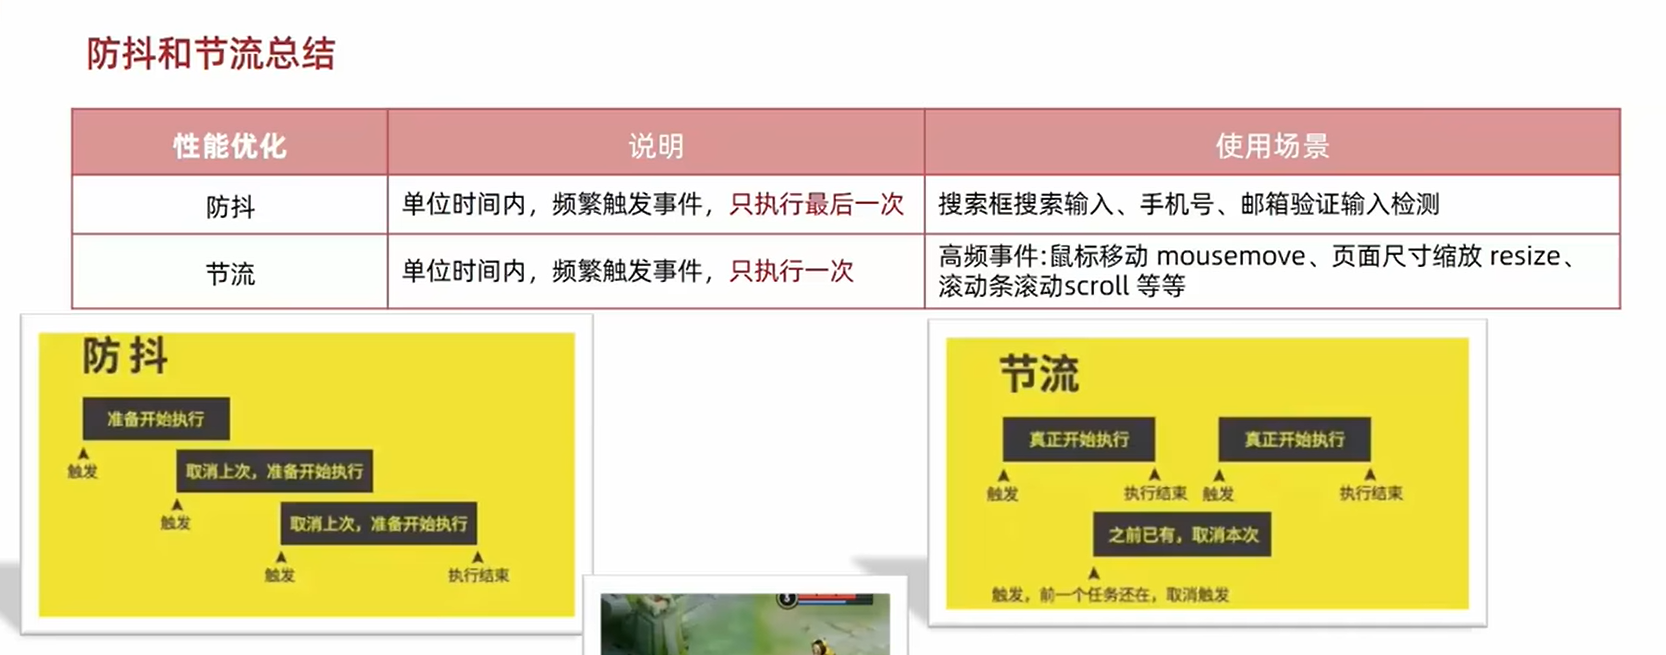 防抖和节流总结
性能优化 说明 使用场景
防抖 单位时间内，频繁触发事件，只执行最后一次 搜索框搜索输入、手机号、邮箱验证输入检测
节流 单位时间内，频繁触发事件，只执行一次 高频事件:鼠标移动 mousemove、页面尺寸缩放 resize、
滚动条滚动scroll 等等
防抖
准备开始执行
触发
取消上次，准备开始执行
触发
取消上次，准备开始执行
触发 执行结束
节流
真正开始执行 真正开始执行
触发 执行结束 触发 执行结束
之前已有，取消本次
触发，前一个任务还在，取消触发